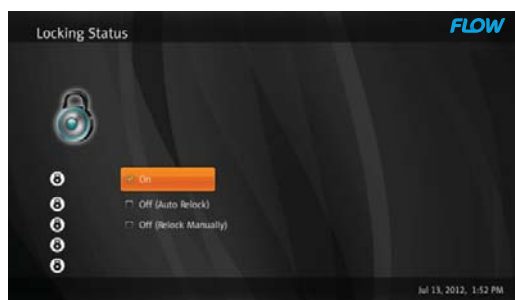 Locking Status
FLOW
On
Off (Auto Relock)
Off (Relock Manually)
Jul 13, 2012, 1:52 PM